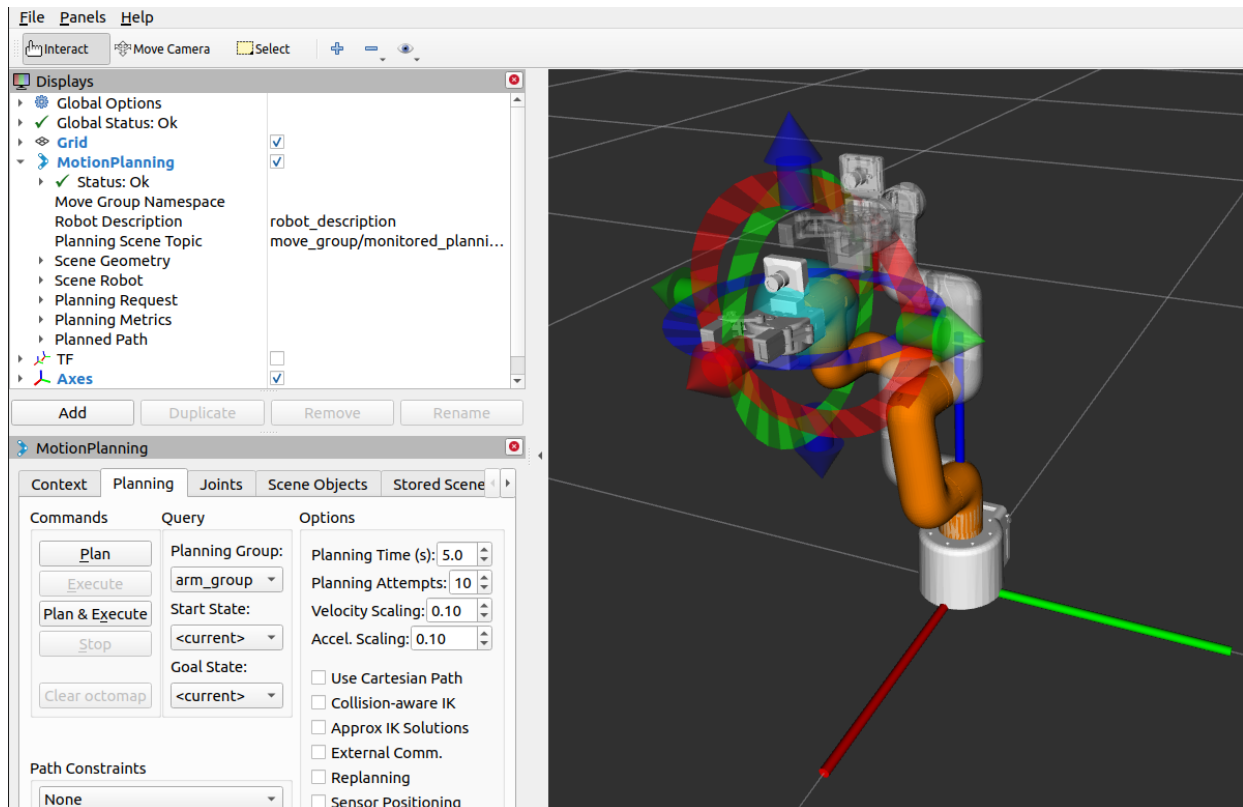 File Panels Help
Interact Move Camera Select
Displays
Global Options
Global Status: Ok
Grid
MotionPlanning
Status: Ok
Move Group Namespace
Robot Description robot_description
Planning Scene Topic move_group/monitored_planni...
Scene Geometry
Scene Robot
Planning Request
Planning Metrics
Planned Path
TF
Axes
Add Duplicate Remove Rename
MotionPlanning
Context Planning Joints Scene Objects Stored Scene
Commands Query Options
Plan Planning Group: Planning Time (s): 5.0
Execute arm_group Planning Attempts: 10
Plan & Execute Start State: Velocity Scaling: 0.10
Stop <current> Accel. Scaling: 0.10
Goal State:
Use Cartesian Path
Clear octomap <current> Collision-aware IK
Approx IK Solutions
External Comm.
Path Constraints Replanning
None Sensor Positioning